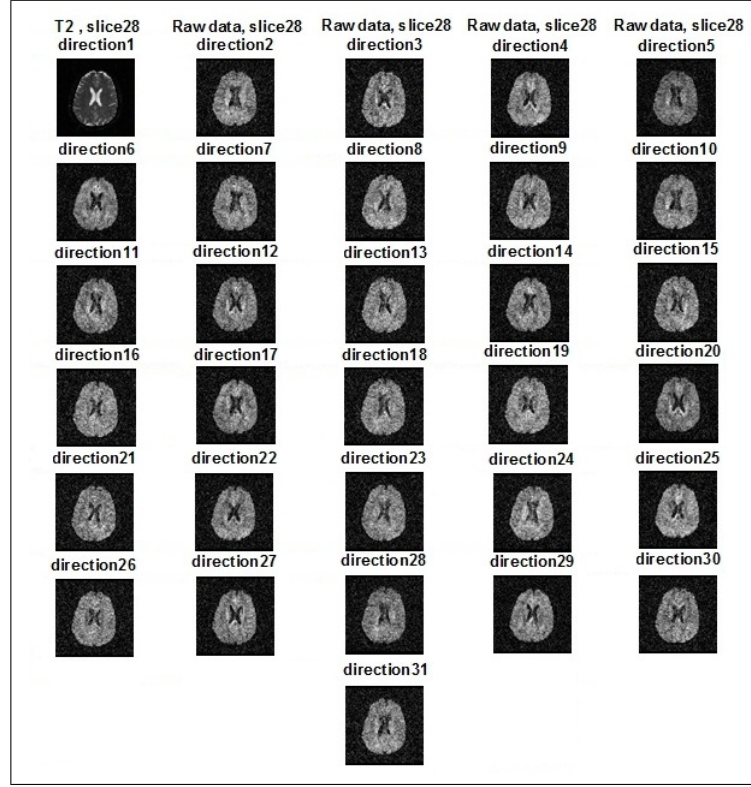 T2 , slice28 Raw data, slice28 Raw data, slice28 Raw data, slice28 Raw data, slice28
direction1 direction2 direction3 direction4 direction5
direction6 direction7 direction8 direction9 direction10
direction11 direction12 direction13 direction14 direction15
direction16 direction17 direction18 direction19 direction20
direction21 direction22 direction23 direction24 direction25
direction26 direction27 direction28 direction29 direction30
direction31